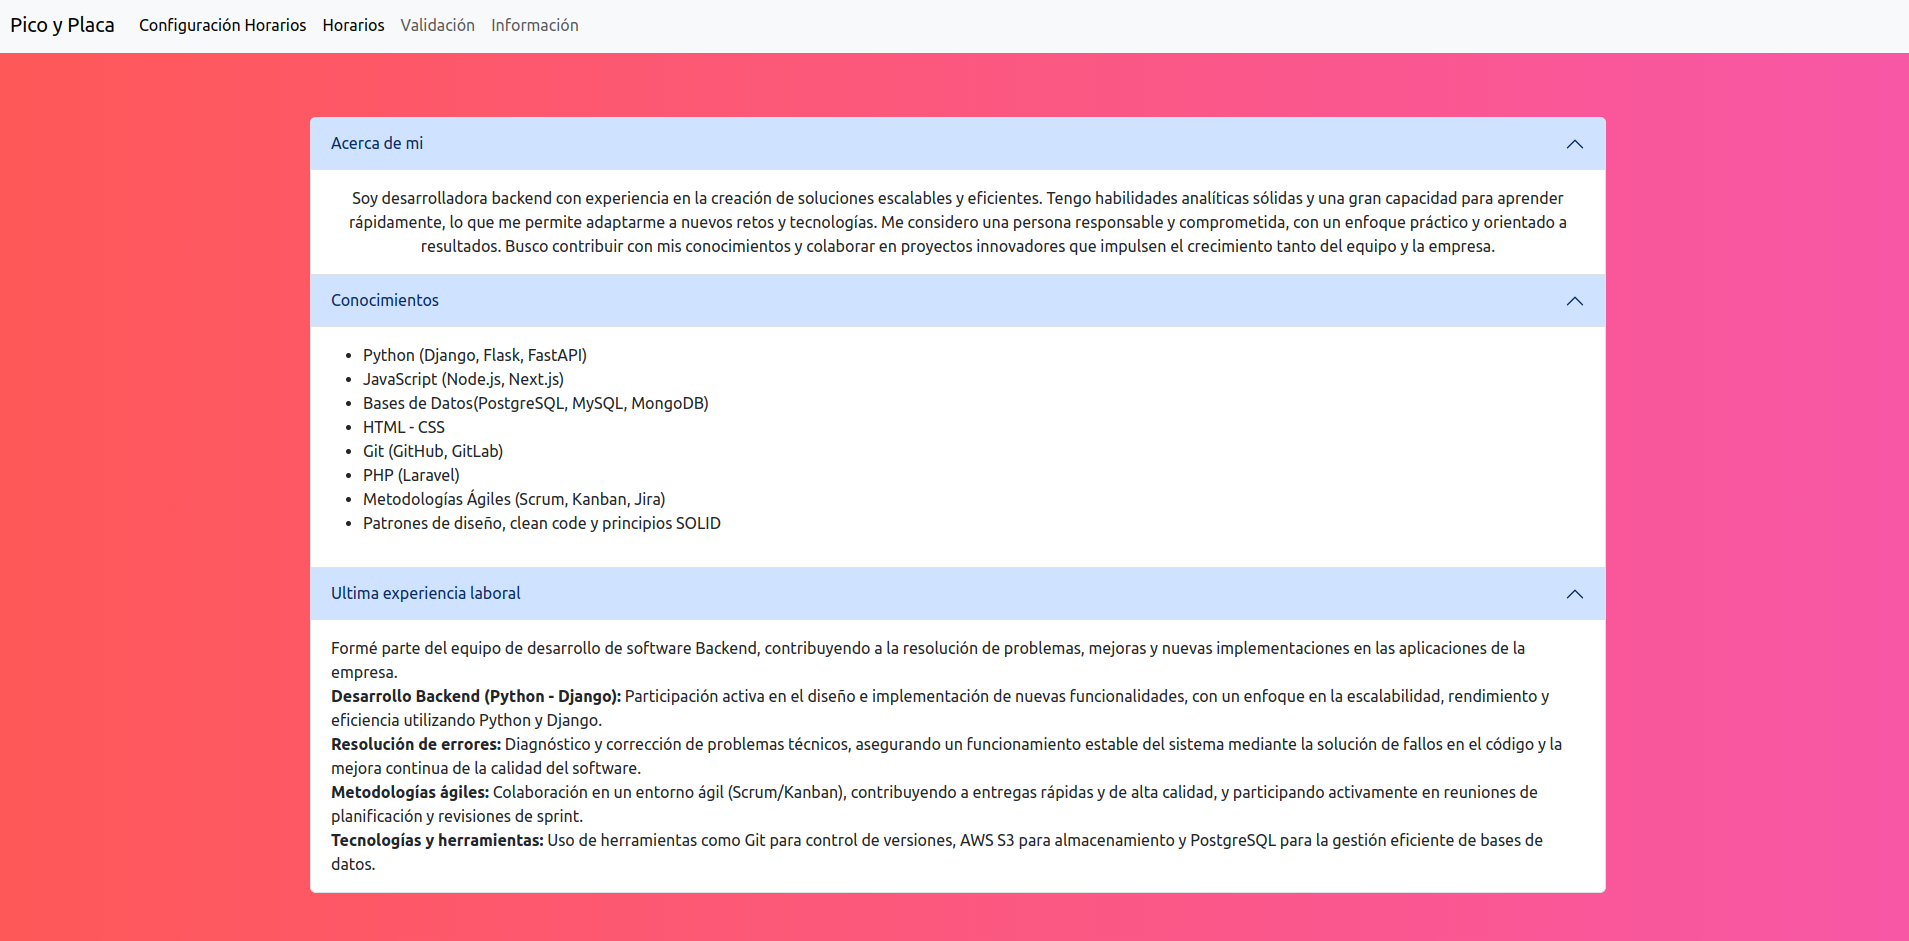 Pico y Placa Configuración Horarios Horarios Validación Información
Acerca de mi
Soy desarrolladora backend con experiencia en la creación de soluciones escalables y eficientes. Tengo habilidades analíticas sólidas y una gran capacidad para aprender
rápidamente, lo que me permite adaptarme a nuevos retos y tecnologías. Me considero una persona responsable y comprometida, con un enfoque práctico y orientado a
resultados. Busco contribuir con mis conocimientos y colaborar en proyectos innovadores que impulsen el crecimiento tanto del equipo y la empresa.
Conocimientos
• Python (Django, Flask, FastAPI)
• JavaScript (Node.js, Next.js)
• Bases de Datos(PostgreSQL, MySQL, MongoDB)
• HTML - CSS
• Git (GitHub, GitLab)
• PHP (Laravel)
• Metodologías Ágiles (Scrum, Kanban, Jira)
• Patrones de diseño, clean code y principios SOLID
Ultima experiencia laboral
Formé parte del equipo de desarrollo de software Backend, contribuyendo a la resolución de problemas, mejoras y nuevas implementaciones en las aplicaciones de la
empresa.
Desarrollo Backend (Python - Django): Participación activa en el diseño e implementación de nuevas funcionalidades, con un enfoque en la escalabilidad, rendimiento y
eficiencia utilizando Python y Django.
Resolución de errores: Diagnóstico y corrección de problemas técnicos, asegurando un funcionamiento estable del sistema mediante la solución de fallos en el código y la
mejora continua de la calidad del software.
Metodologías ágiles: Colaboración en un entorno ágil (Scrum/Kanban), contribuyendo a entregas rápidas y de alta calidad, y participando activamente en reuniones de
planificación y revisiones de sprint.
Tecnologías y herramientas: Uso de herramientas como Git para control de versiones, AWS S3 para almacenamiento y PostgreSQL para la gestión eficiente de bases de
datos.